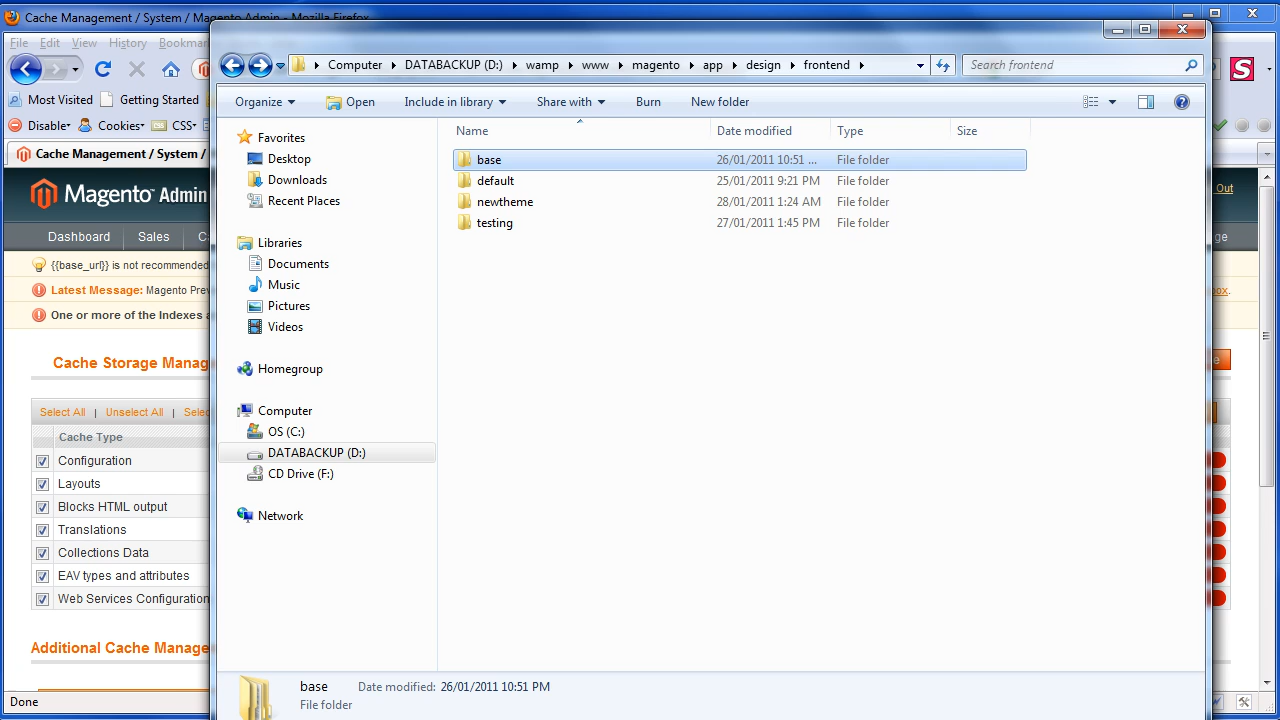 Cache Management / System / Magento Admin - Mozilla Firefox
File Edit View History Bookmar
Computer DATABACKUP (D:) wamp www magento app design frontend
Search frontend
Most Visited Getting Started
Organize Open Include in library Share with Burn New folder
Disable Cookies CSS
Cache Management / System /
Magento Admin
Out
Dashboard Sales C
ge
{{base_url}} is not recommended
Latest Message: Magento Prev
box.
One or more of the Indexes a
Cache Storage Manag
e
Select All | Unselect All | Selec
Cache Type
Configuration
Layouts
Blocks HTML output
Translations
Collections Data
EAV types and attributes
Web Services Configuration
Additional Cache Manage
Done
Favorites
Desktop
Downloads
Recent Places
Libraries
Documents
Music
Pictures
Videos
Homegroup
Computer
OS (C:)
DATABACKUP (D:)
CD Drive (F:)
Network
Name Date modified Type Size
base 26/01/2011 10:51 ... File folder
default 25/01/2011 9:21 PM File folder
newtheme 28/01/2011 1:24 AM File folder
testing 27/01/2011 1:45 PM File folder
base Date modified: 26/01/2011 10:51 PM
File folder